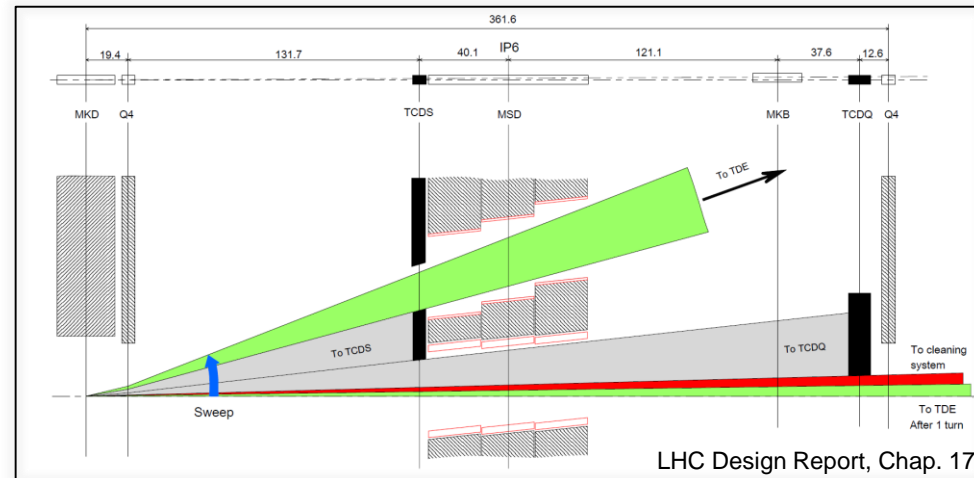 361.6
19.4 131.7 40.1 IP6 121.1 37.6 12.6
MKD Q4 TCDS MSD MKB TCDQ Q4
To TDE
To TCDS
To TCDQ
To cleaning
system
Sweep
To TDE
After 1 turn
LHC Design Report, Chap. 17